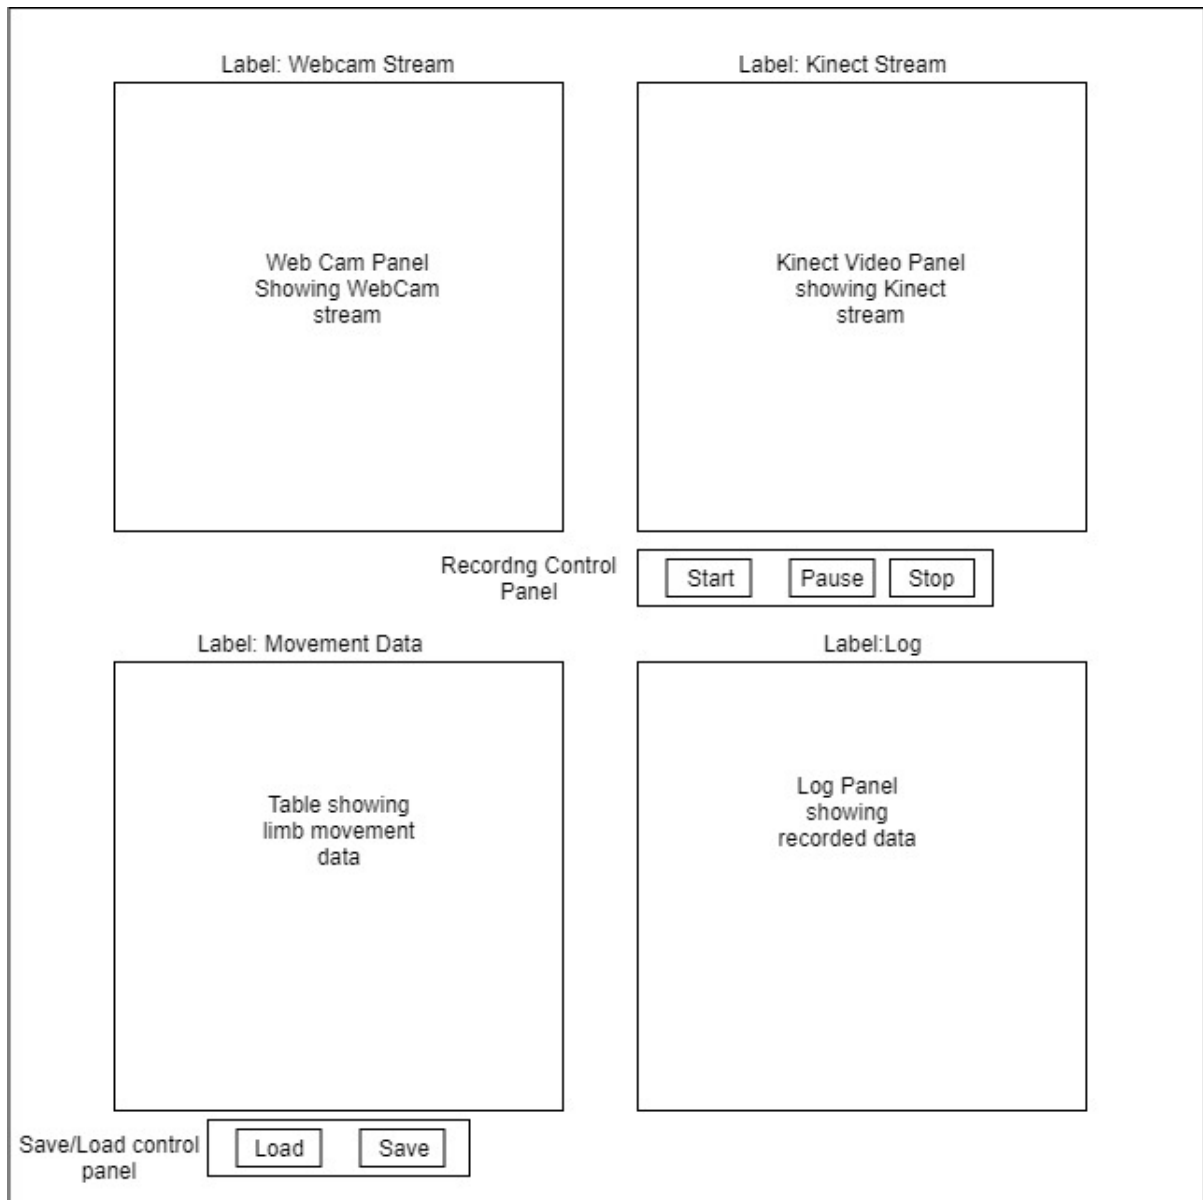 Label: Webcam Stream
Label: Kinect Stream
Web Cam Panel
Showing WebCam
stream
Kinect Video Panel
showing Kinect
stream
Recordng Control
Panel
Start
Pause
Stop
Label: Movement Data
Label:Log
Table showing
limb movement
data
Log Panel
showing
recorded data
Save/Load control
panel
Load
Save